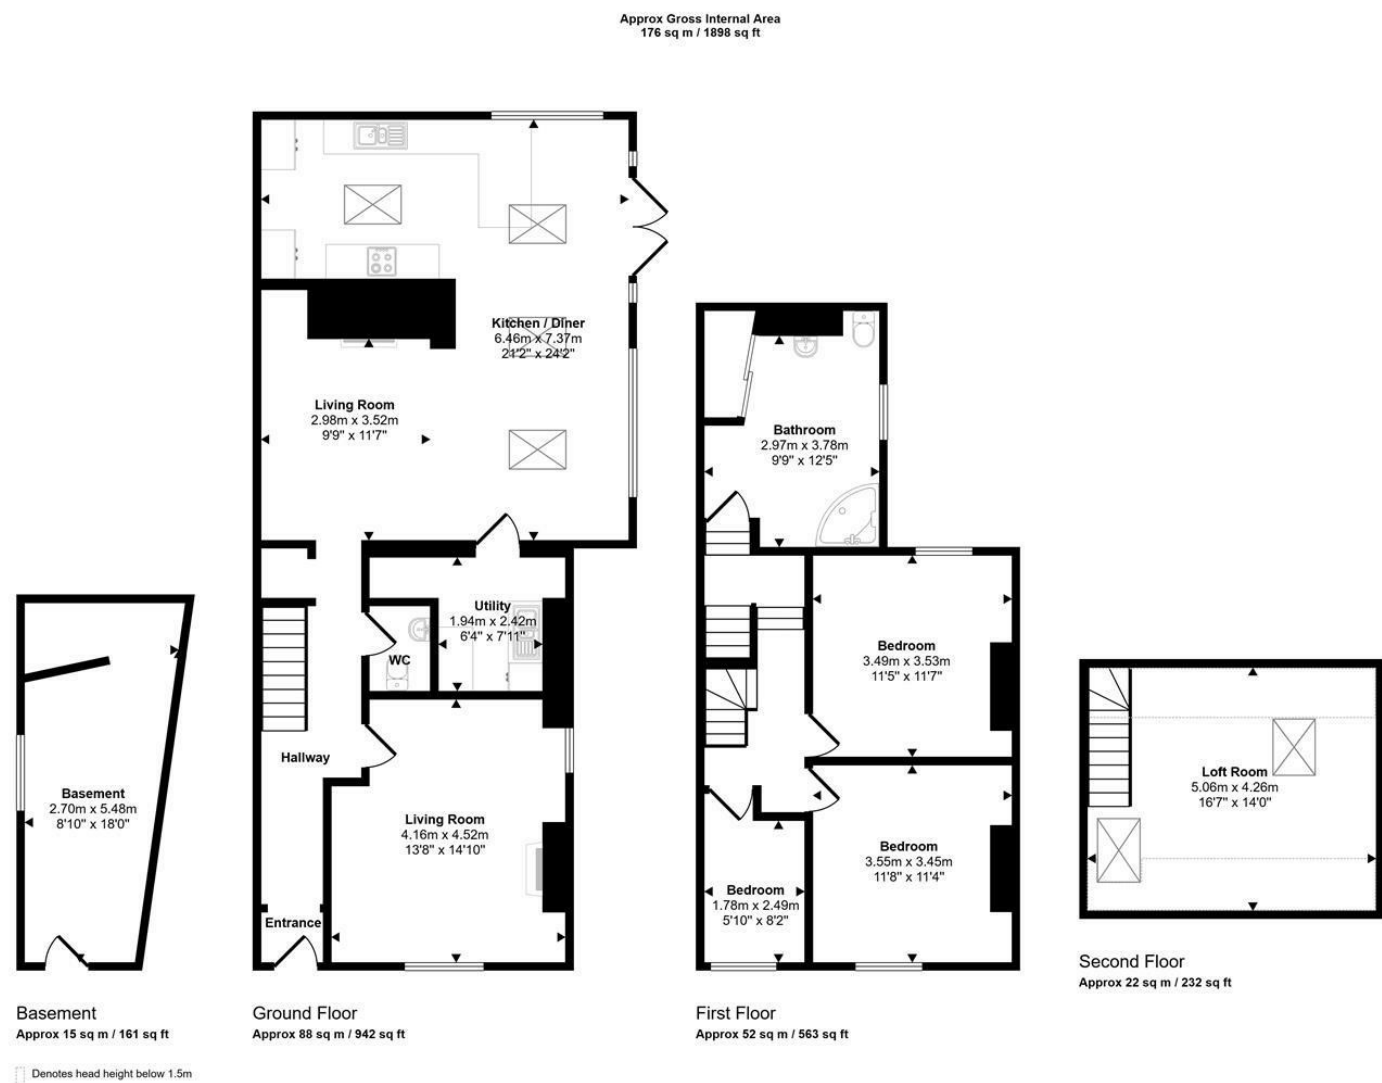 Approx Gross Internal Area
176 sq m / 1898 sq ft
Kitchen / Diner
6.46m x 7.37m
21'2" x 24'2"
Living Room
2.98m x 3.52m
9'9" x 11'7"
Utility
1.94m x 2.42m
6'4" x 7'11"
WC
Hallway
Living Room
4.16m x 4.52m
13'8" x 14'10"
Entrance
Basement
2.70m x 5.48m
8'10" x 18'0"
Bathroom
2.97m x 3.78m
9'9" x 12'5"
Bedroom
3.49m x 3.53m
11'5" x 11'7"
Bedroom
3.55m x 3.45m
11'8" x 11'4"
Bedroom
1.78m x 2.49m
5'10" x 8'2"
Loft Room
5.06m x 4.26m
16'7" x 14'0"
Basement
Approx 15 sq m / 161 sq ft
Ground Floor
Approx 88 sq m / 942 sq ft
First Floor
Approx 52 sq m / 563 sq ft
Second Floor
Approx 22 sq m / 232 sq ft
Denotes head height below 1.5m